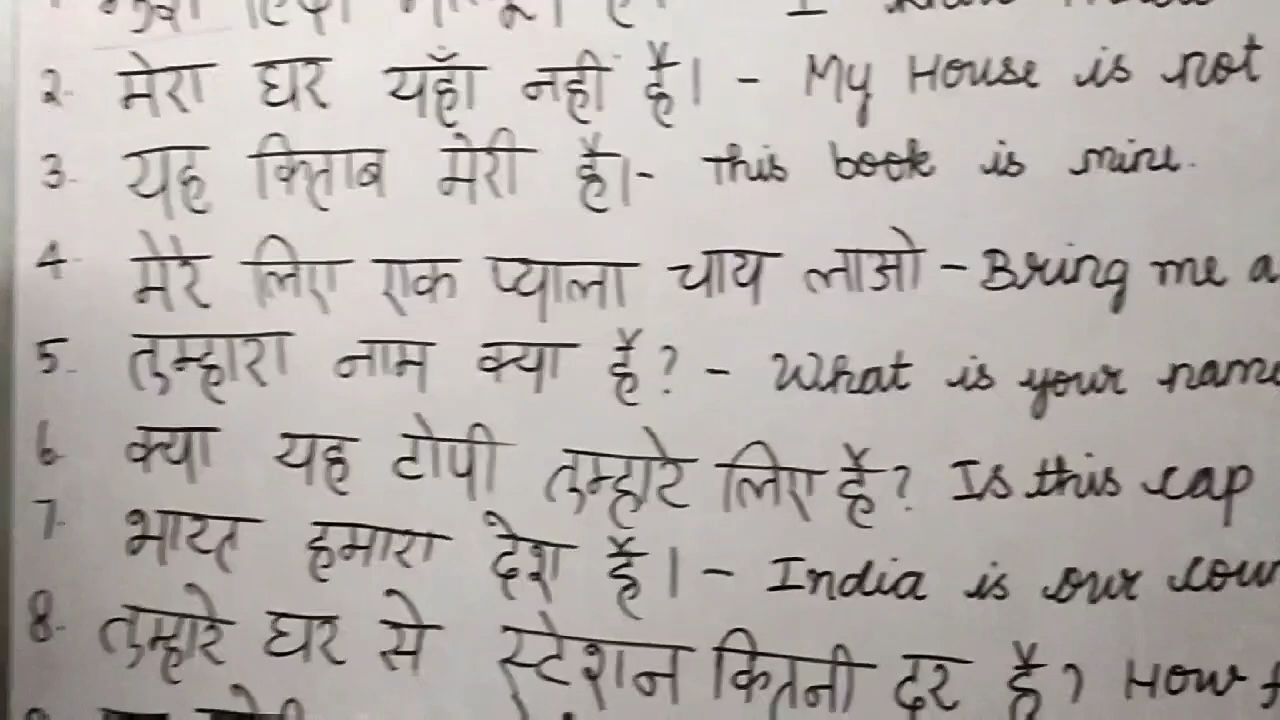 2. मेरा घर यहाँ नहीं है। - My House is not
3. यह किताब मेरी है।- This book is mine.
4. मेरे लिए एक प्याला चाय लाओ - Bring me a
5. तुम्हारा नाम क्या है? - What is your name
6. क्या यह टोपी तुम्हारे लिए है? Is this cap
7. भारत हमारा देश है। - India is our coun
8. तुम्हारे घर से स्टेशन कितनी दूर है? How f